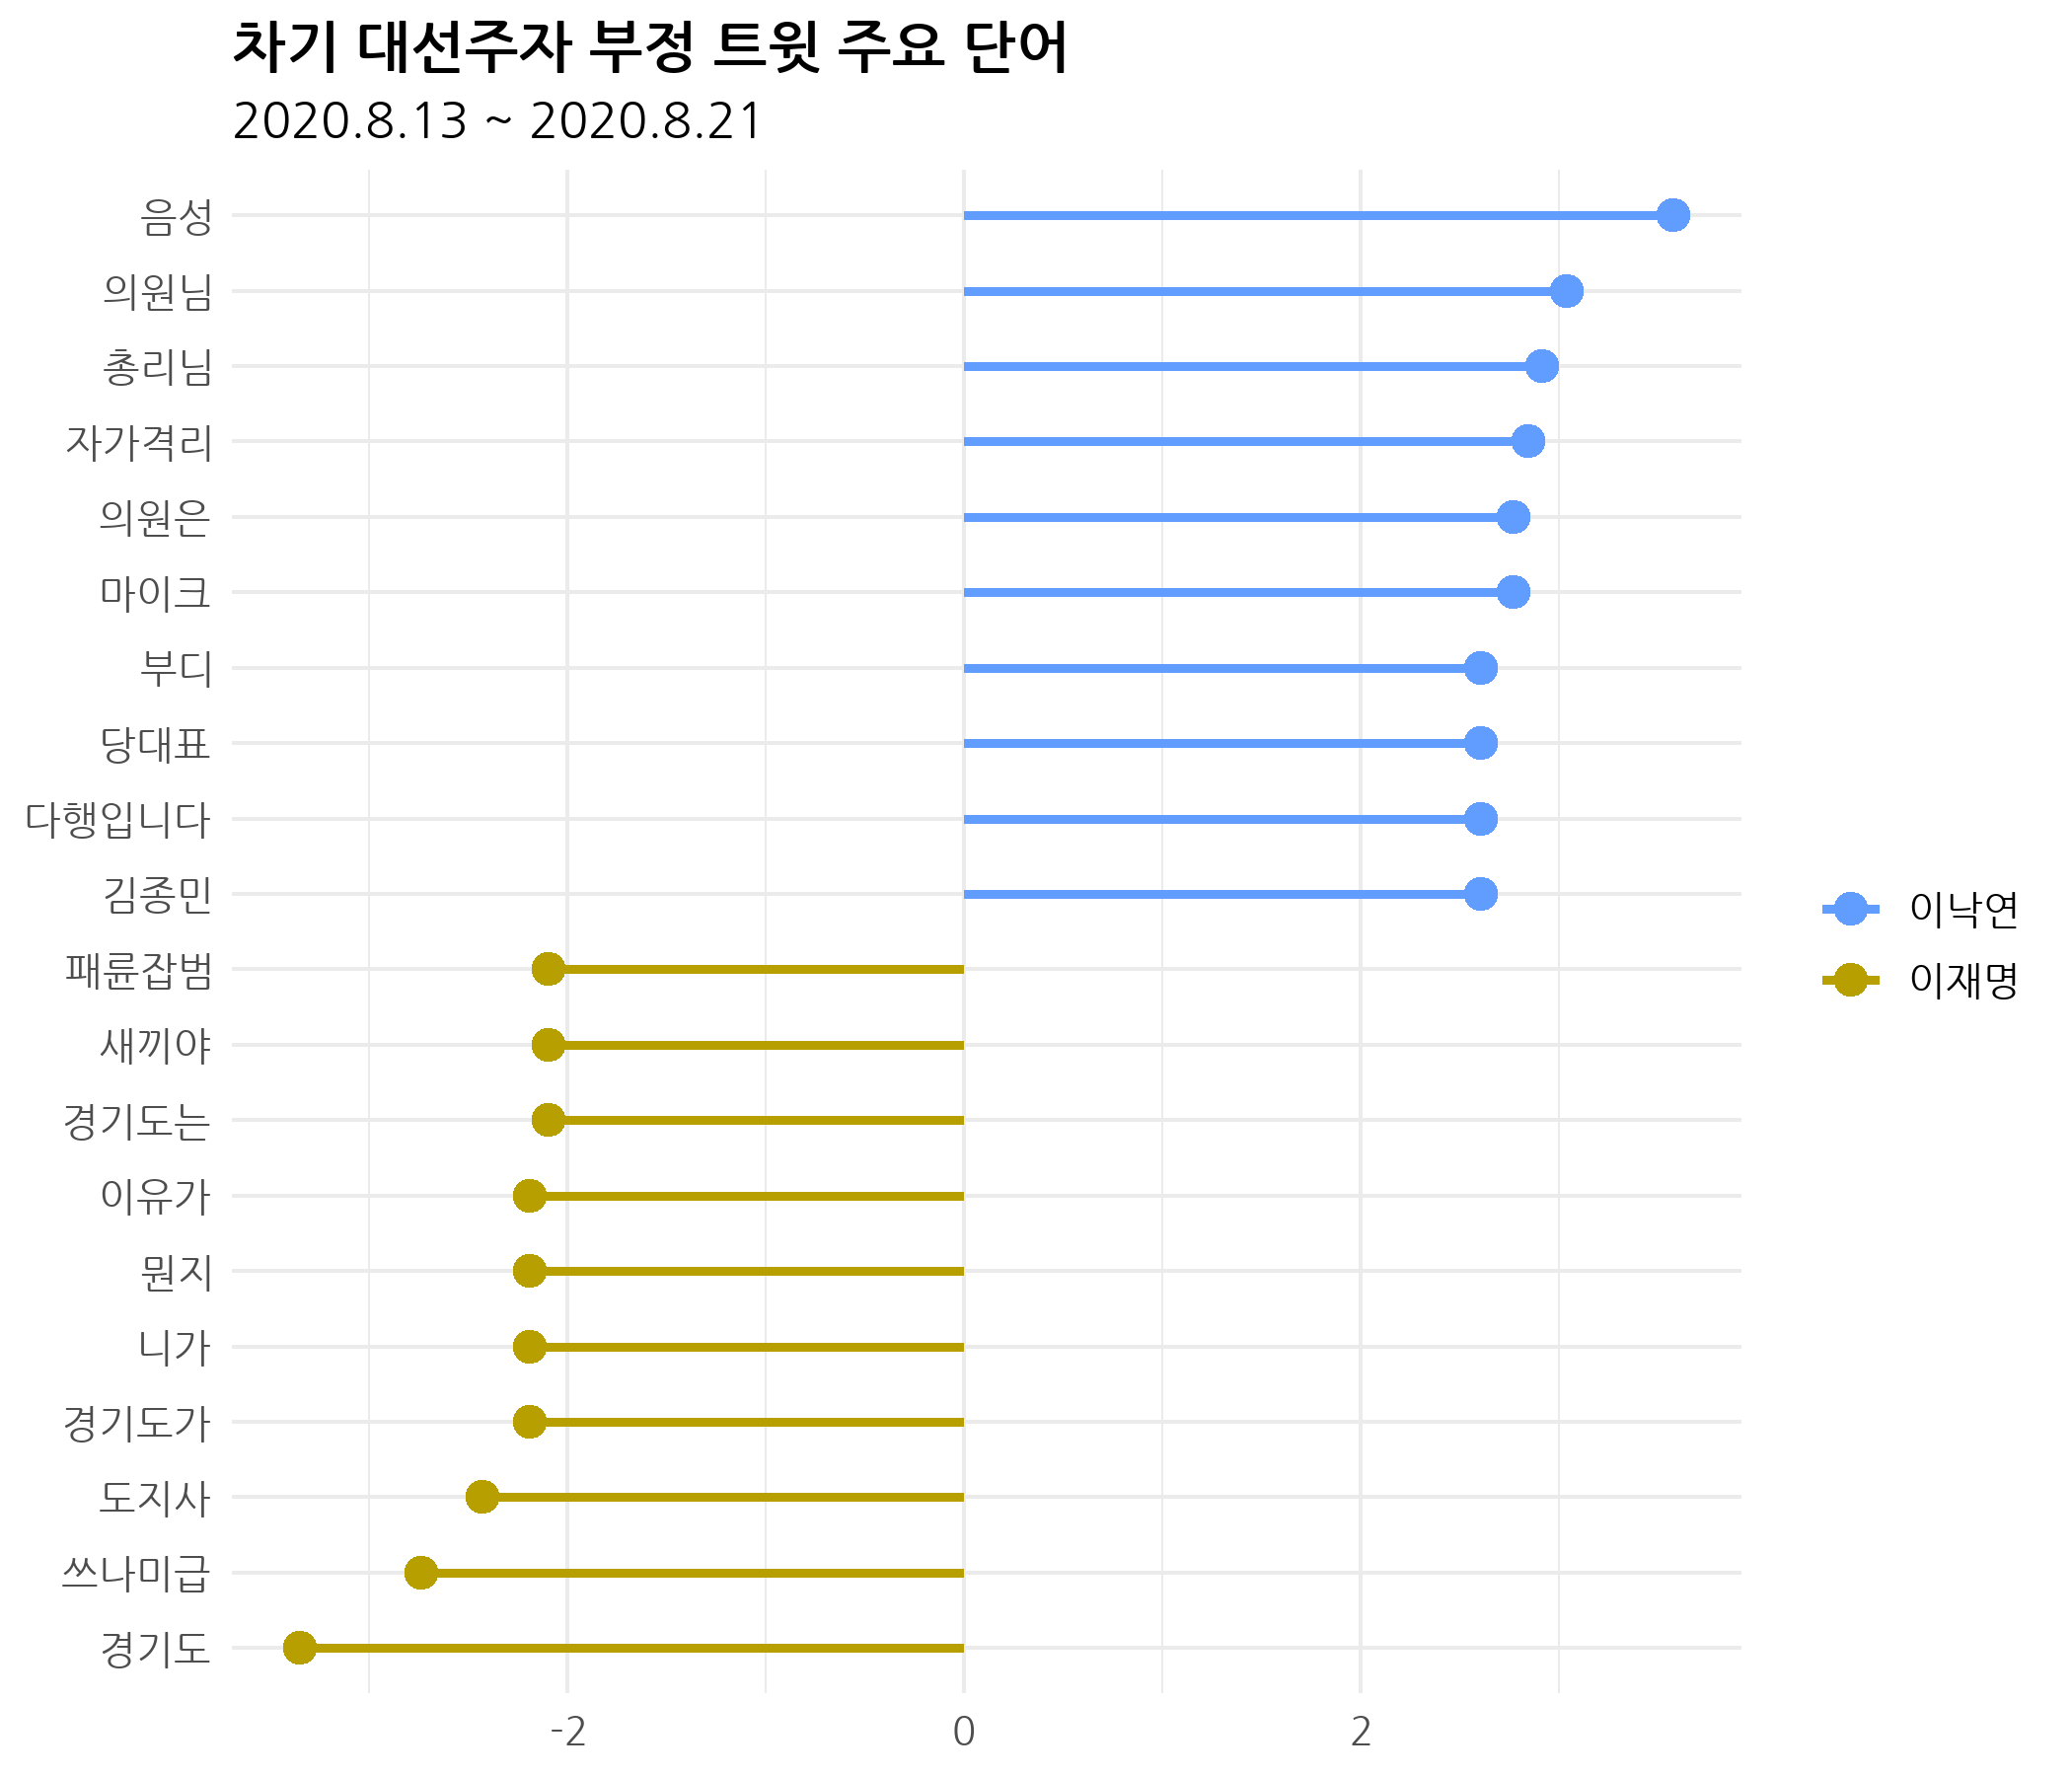 차기 대선주자 부정 트윗 주요 단어
2020.8.13 ~ 2020.8.21
음성
의원님
총리님
자가격리
의원은
마이크
부디
당대표
다행입니다
김종민
패륜잡범
새끼야
경기도는
이유가
뭔지
니가
경기도가
도지사
쓰나미급
경기도
-2 0 2
이낙연
이재명